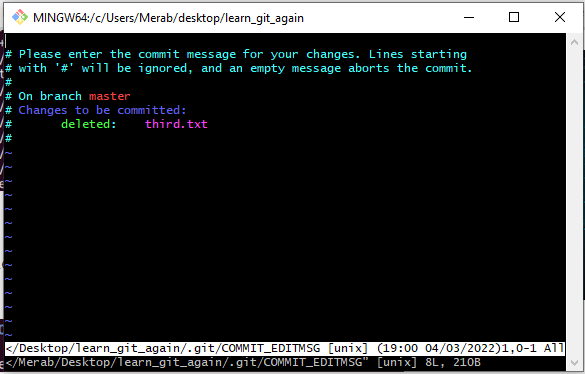 MINGW64:/c/Users/Merab/desktop/learn_git_again
# Please enter the commit message for your changes. Lines starting
# with '#' will be ignored, and an empty message aborts the commit.
#
# On branch master
# Changes to be committed:
#       deleted:    third.txt
#
~
~
~
~
~
~
~
~
~
~
~
~
~
~
</Desktop/learn_git_again/.git/COMMIT_EDITMSG [unix] (19:00 04/03/2022)1,0-1 All
</Merab/Desktop/learn_git_again/.git/COMMIT_EDITMSG" [unix] 8L, 210B